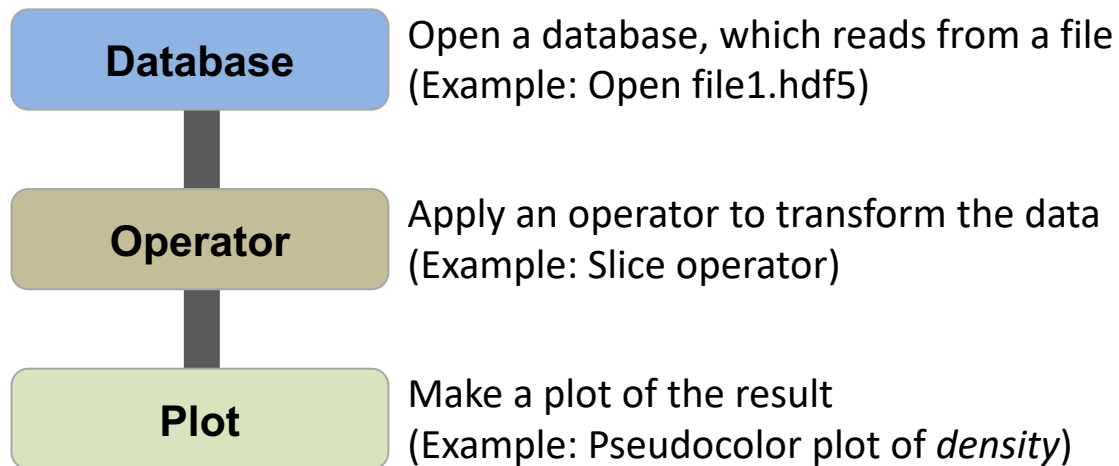 Database
Open a database, which reads from a file
(Example: Open file1.hdf5)
Operator
Apply an operator to transform the data
(Example: Slice operator)
Plot
Make a plot of the result
(Example: Pseudocolor plot of density)